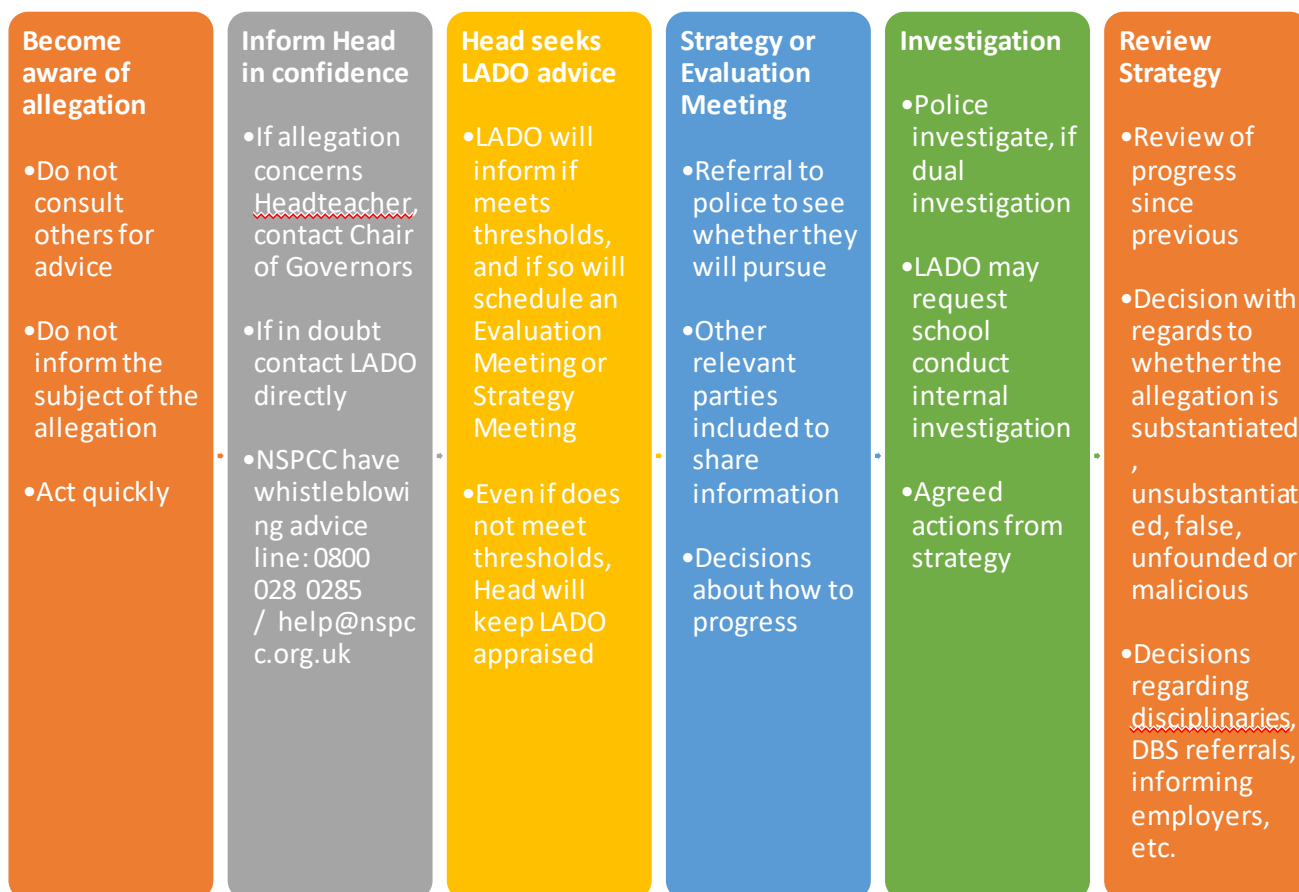 Become
aware of
allegation
•Do not
consult
others for
advice
•Do not
inform the
subject of the
allegation
•Act quickly
Inform Head
in confidence
•If allegation
concerns
Headteacher,
contact Chair
of Governors
•If in doubt
contact LADO
directly
•NSPCC have
whistleblowi
ng advice
line: 0800
028 0285
/ help@nspc
c.org.uk
Head seeks
LADO advice
•LADO will
inform if
meets
thresholds,
and if so will
schedule an
Evaluation
Meeting or
Strategy
Meeting
•Even if does
not meet
thresholds,
Head will
keep LADO
appraised
Strategy or
Evaluation
Meeting
•Referral to
police to see
whether they
will pursue
•Other
relevant
parties
included to
share
information
•Decisions
about how to
progress
Investigation
•Police
investigate, if
dual
investigation
•LADO may
request
school
conduct
internal
investigation
•Agreed
actions from
strategy
Review
Strategy
•Review of
progress
since
previous
•Decision with
regards to
whether the
allegation is
substantiated
,
unsubstantiat
ed, false,
unfounded or
malicious
•Decisions
regarding
disciplinaries,
DBS referrals,
informing
employers,
etc.